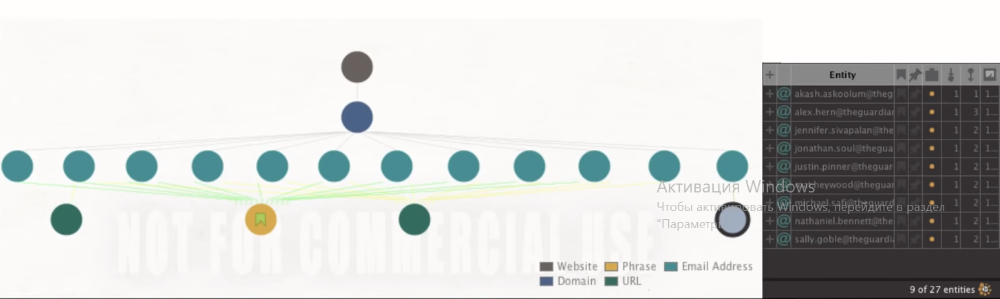 Entity
akash.askoolum@theg
1 1 1...
alex.hern@theguardiar
1 3 1...
jennifer.sivapalan@the
1 2 1...
jonathan.soul@thegua
1 2 1...
justin.pinner@theguar
1 2 1...
heywood@theguar
1 2 1...
michael.safi@theguard
1 2 1...
nathaniel.bennett@the
1 2 1...
sally.goble@theguardi
1 2 1...
Активация Windows
Чтобы активировать Windows, перейдите в раздел
"Параметры
NOT FOR COMMERCIAL USE
Website Phrase Email Address
Domain URL
9 of 27 entities